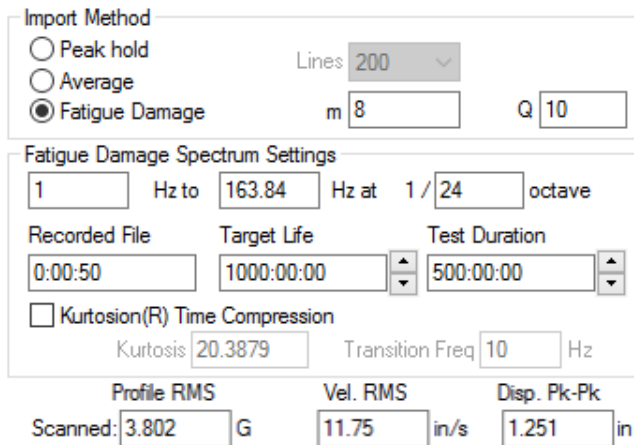 Import Method
Peak hold
Lines 200
Average
Fatigue Damage m 8 Q 10
Fatigue Damage Spectrum Settings
1 Hz to 163.84 Hz at 1 / 24 octave
Recorded File Target Life Test Duration
0:00:50 1000:00:00 500:00:00
Kurtosion(R) Time Compression
Kurtosis 20.3879 Transition Freq 10 Hz
Profile RMS Vel. RMS Disp. Pk-Pk
Scanned: 3.802 G 11.75 in/s 1.251 in